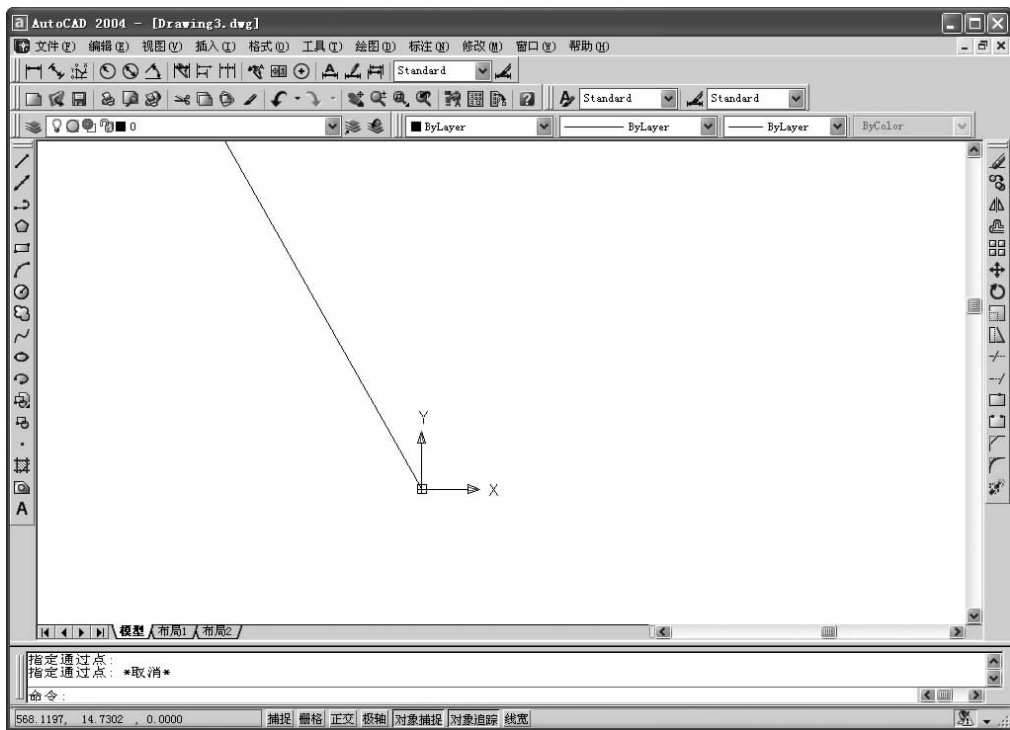 AutoCAD 2004 - [Drawing3.dwg]
文件(F) 编辑(E) 视图(V) 插入(I) 格式(O) 工具(T) 绘图(D) 标注(N) 修改(M) 窗口(W) 帮助(H)
Standard
Standard Standard
0 ByLayer ByLayer ByLayer ByColor
Y
X
A
模型 布局1 布局2
指定通过点:
指定通过点: *取消*
命令:
568.1197, 14.7302 , 0.0000 捕捉 栅格 正交 极轴 对象捕捉 对象追踪 线宽